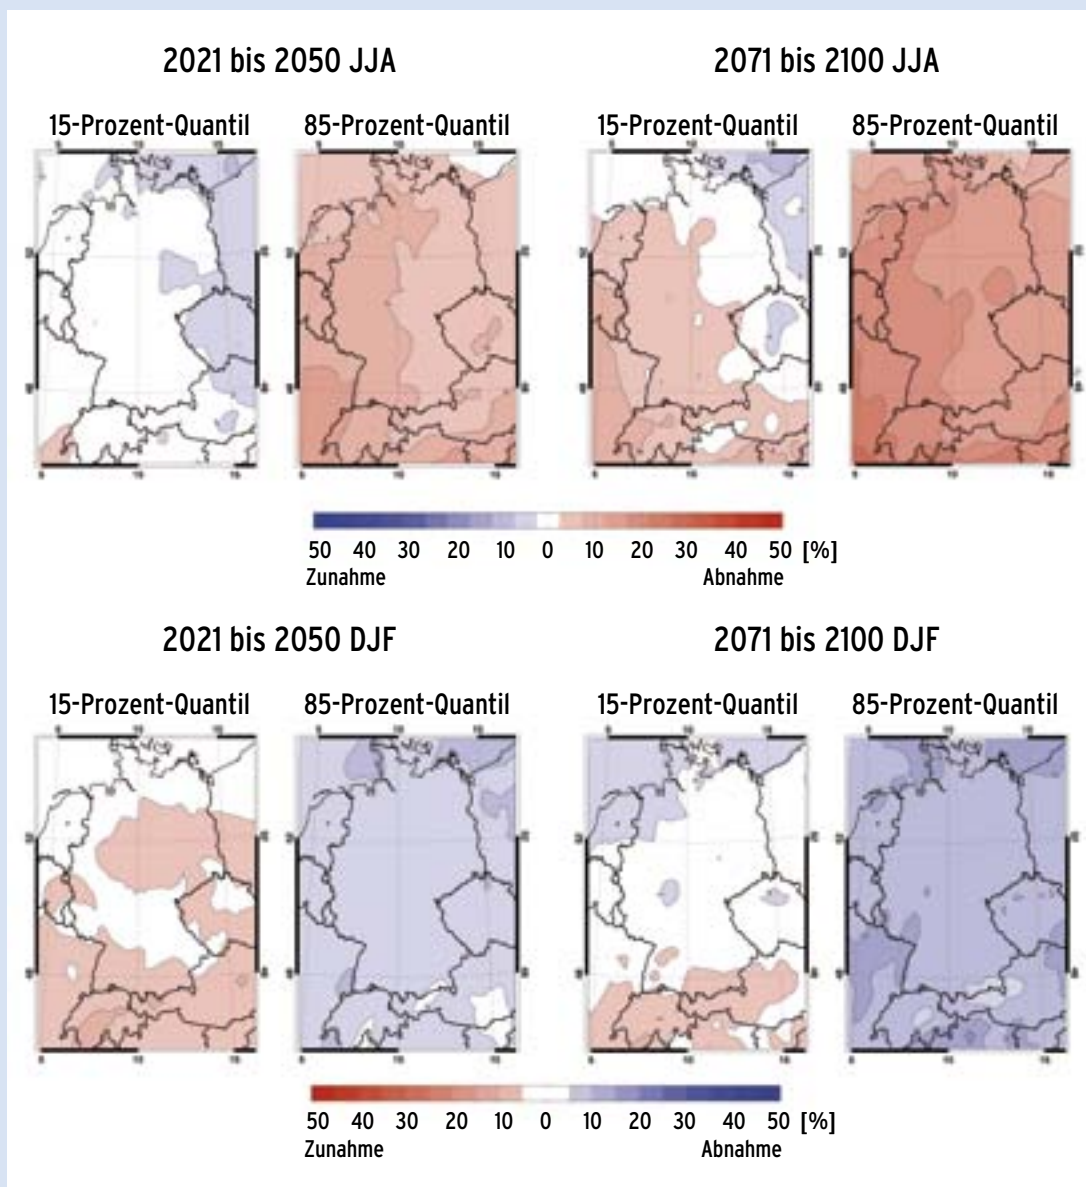 2021 bis 2050 JJA
2071 bis 2100 JJA
15-Prozent-Quantil
85-Prozent-Quantil
15-Prozent-Quantil
85-Prozent-Quantil
50 40 30 20 10 0 10 20 30 40 50 [%]
Zunahme
Abnahme
2021 bis 2050 DJF
2071 bis 2100 DJF
15-Prozent-Quantil
85-Prozent-Quantil
15-Prozent-Quantil
85-Prozent-Quantil
50 40 30 20 10 0 10 20 30 40 50 [%]
Zunahme
Abnahme